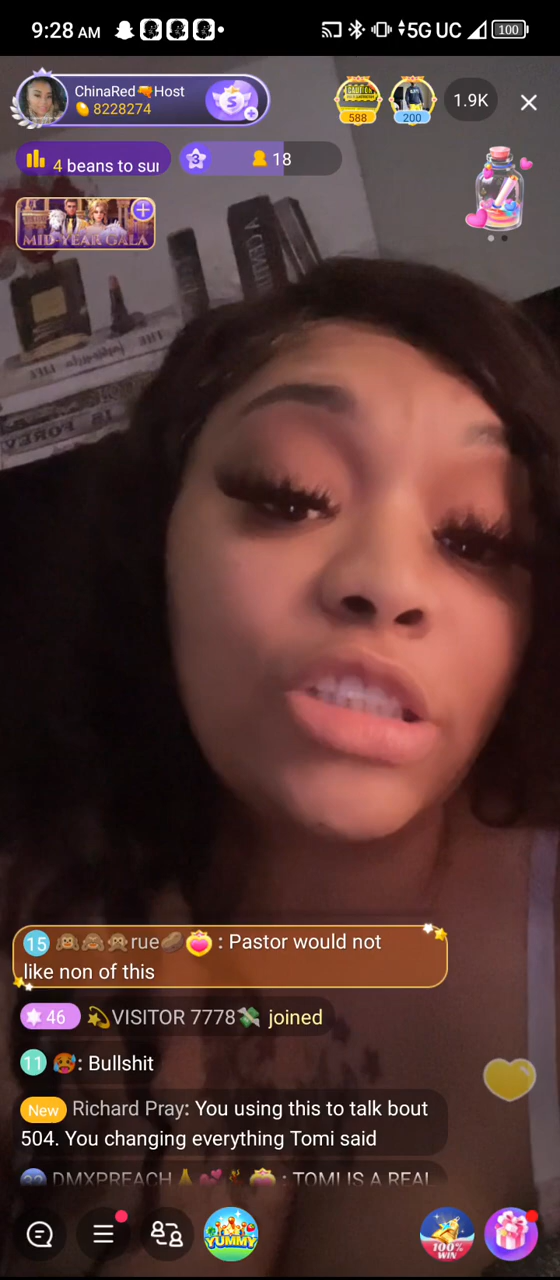 9:28 AM
5G UC
100
ChinaRed🔫Host
8228274
S
588
200
1.9K
4 beans to sur
3
18
MID-YEAR GALA
15 🙈🙈🙊rue🥔 : Pastor would not
like non of this
46 💫VISITOR 7778💸 joined
11 🥵: Bullshit
New Richard Pray: You using this to talk bout
504. You changing everything Tomi said
DMXPREACH : TOMI IS A REAL
YUMMY
100%
WIN